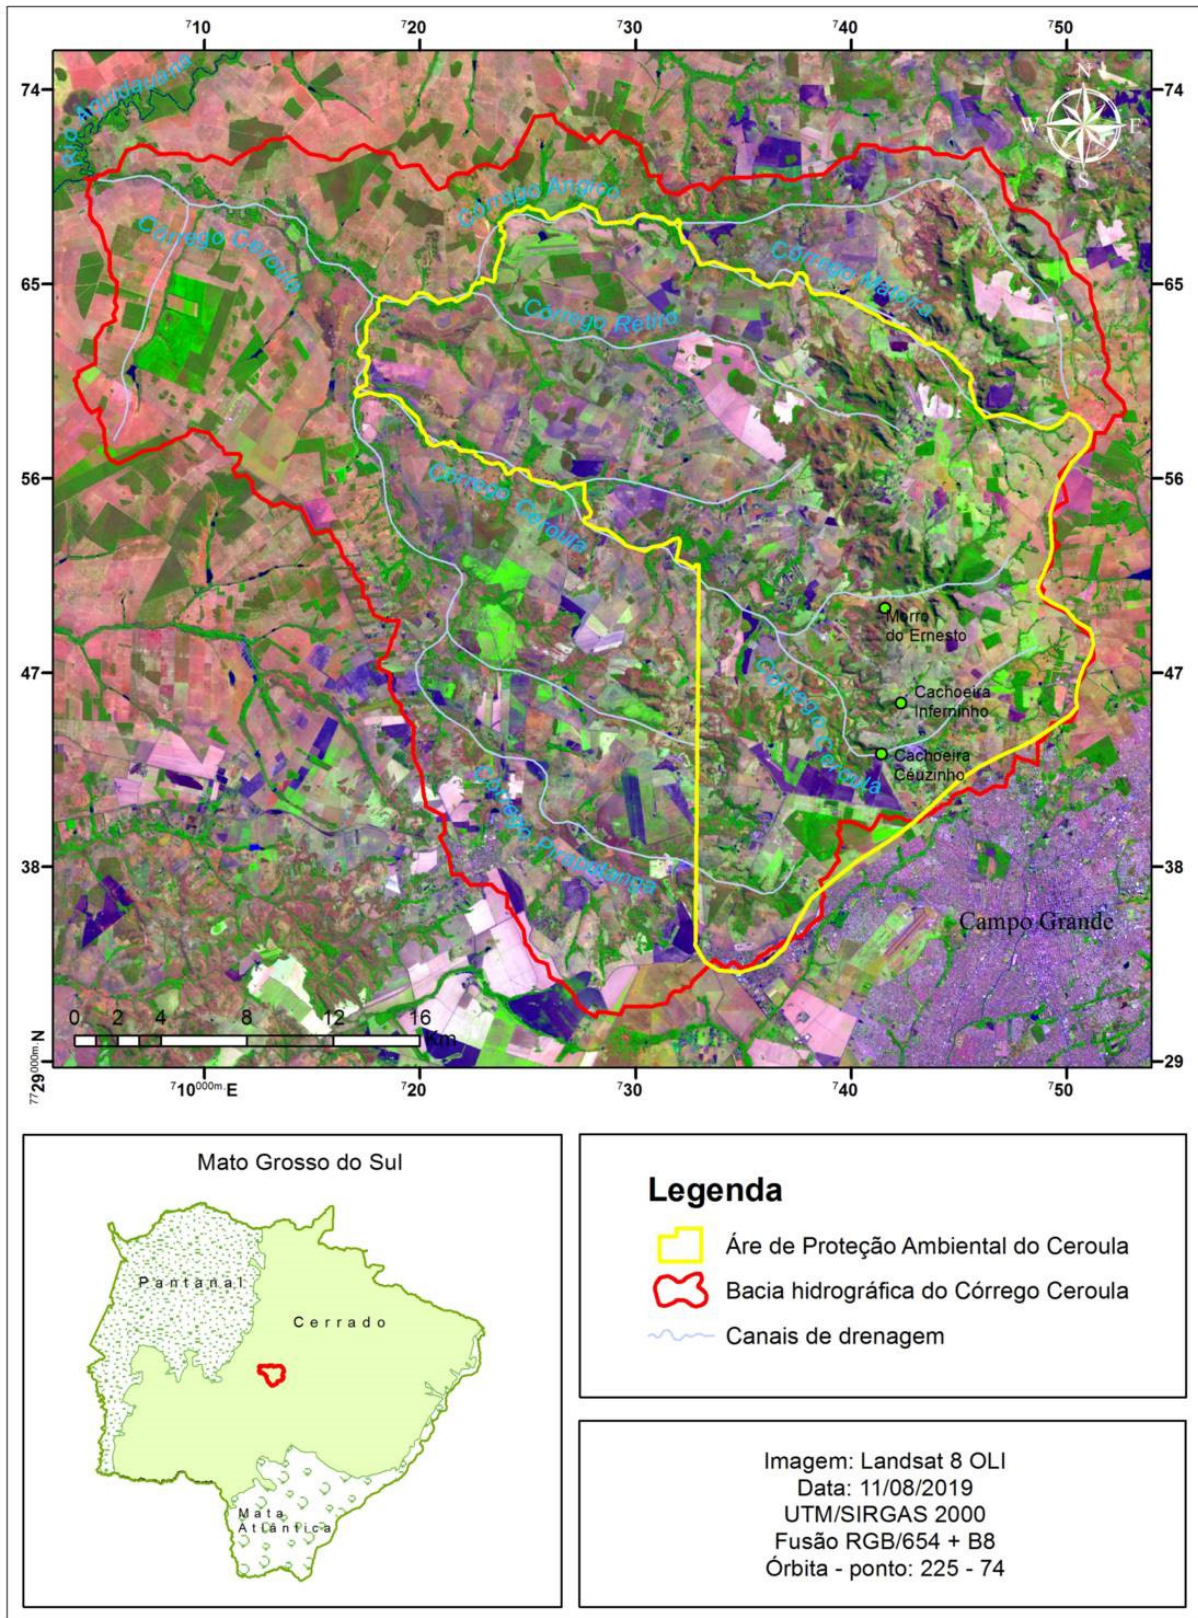 ⁷10 ⁷20 ⁷30 ⁷40 ⁷50
74 74
N
W E
S
Rio Aquidauana
Córrego Angico
Córrego Ceroula
Córrego Mateira
65 65
Córrego Retiro
56 56
Córrego Ceroula
Morro
do Ernesto
47 47
Cachoeira
Inferninho
Córrego Ceroula
Cachoeira
Céuzinho
Córrego Piraputanga
38 38
Campo Grande
0 2 4 8 12 16
Km
⁷⁷29⁰⁰⁰ᵐ·N 29
⁷10⁰⁰⁰ᵐ·E ⁷20 ⁷30 ⁷40 ⁷50
Mato Grosso do Sul
Pantanal
Cerrado
Mata
Atlântica
Legenda
Áre de Proteção Ambiental do Ceroula
Bacia hidrográfica do Córrego Ceroula
Canais de drenagem
Imagem: Landsat 8 OLI
Data: 11/08/2019
UTM/SIRGAS 2000
Fusão RGB/654 + B8
Órbita - ponto: 225 - 74